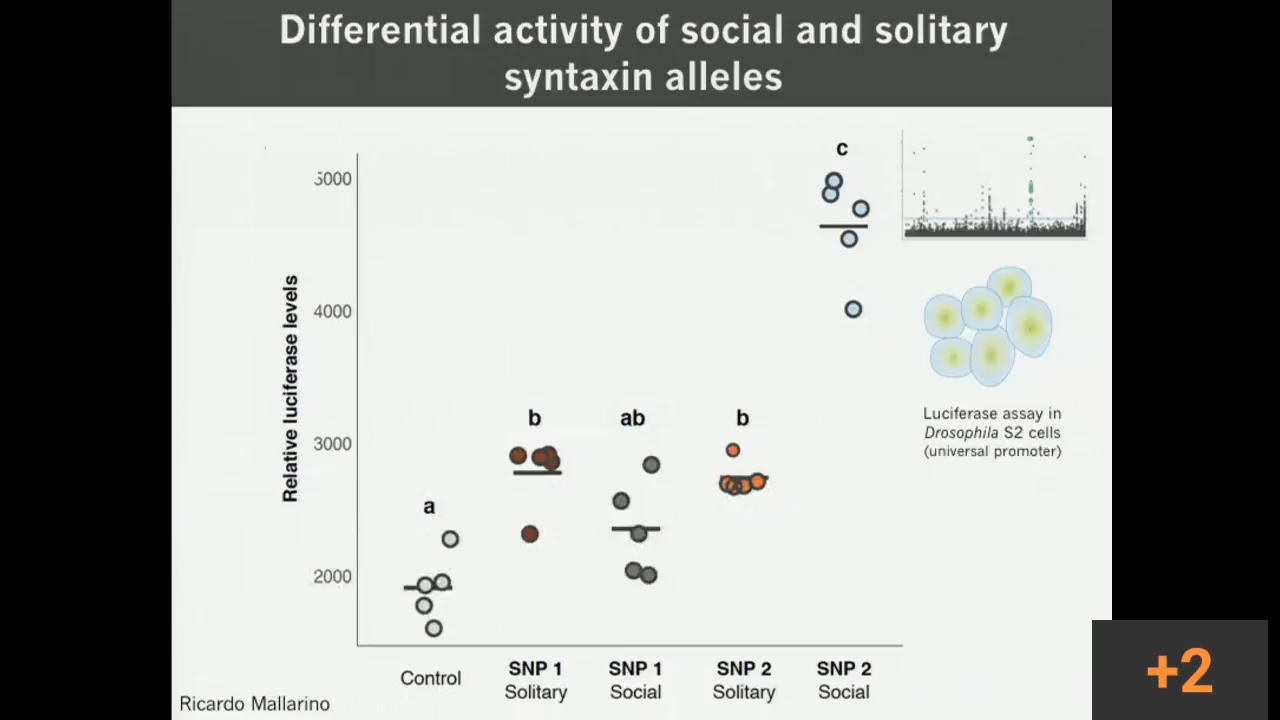 Differential activity of social and solitary
syntaxin alleles
Relative luciferase levels
5000
4000
3000
2000
a
b
ab
b
c
Control
SNP 1
Solitary
SNP 1
Social
SNP 2
Solitary
SNP 2
Social
Luciferase assay in
Drosophila S2 cells
(universal promoter)
Ricardo Mallarino
+2